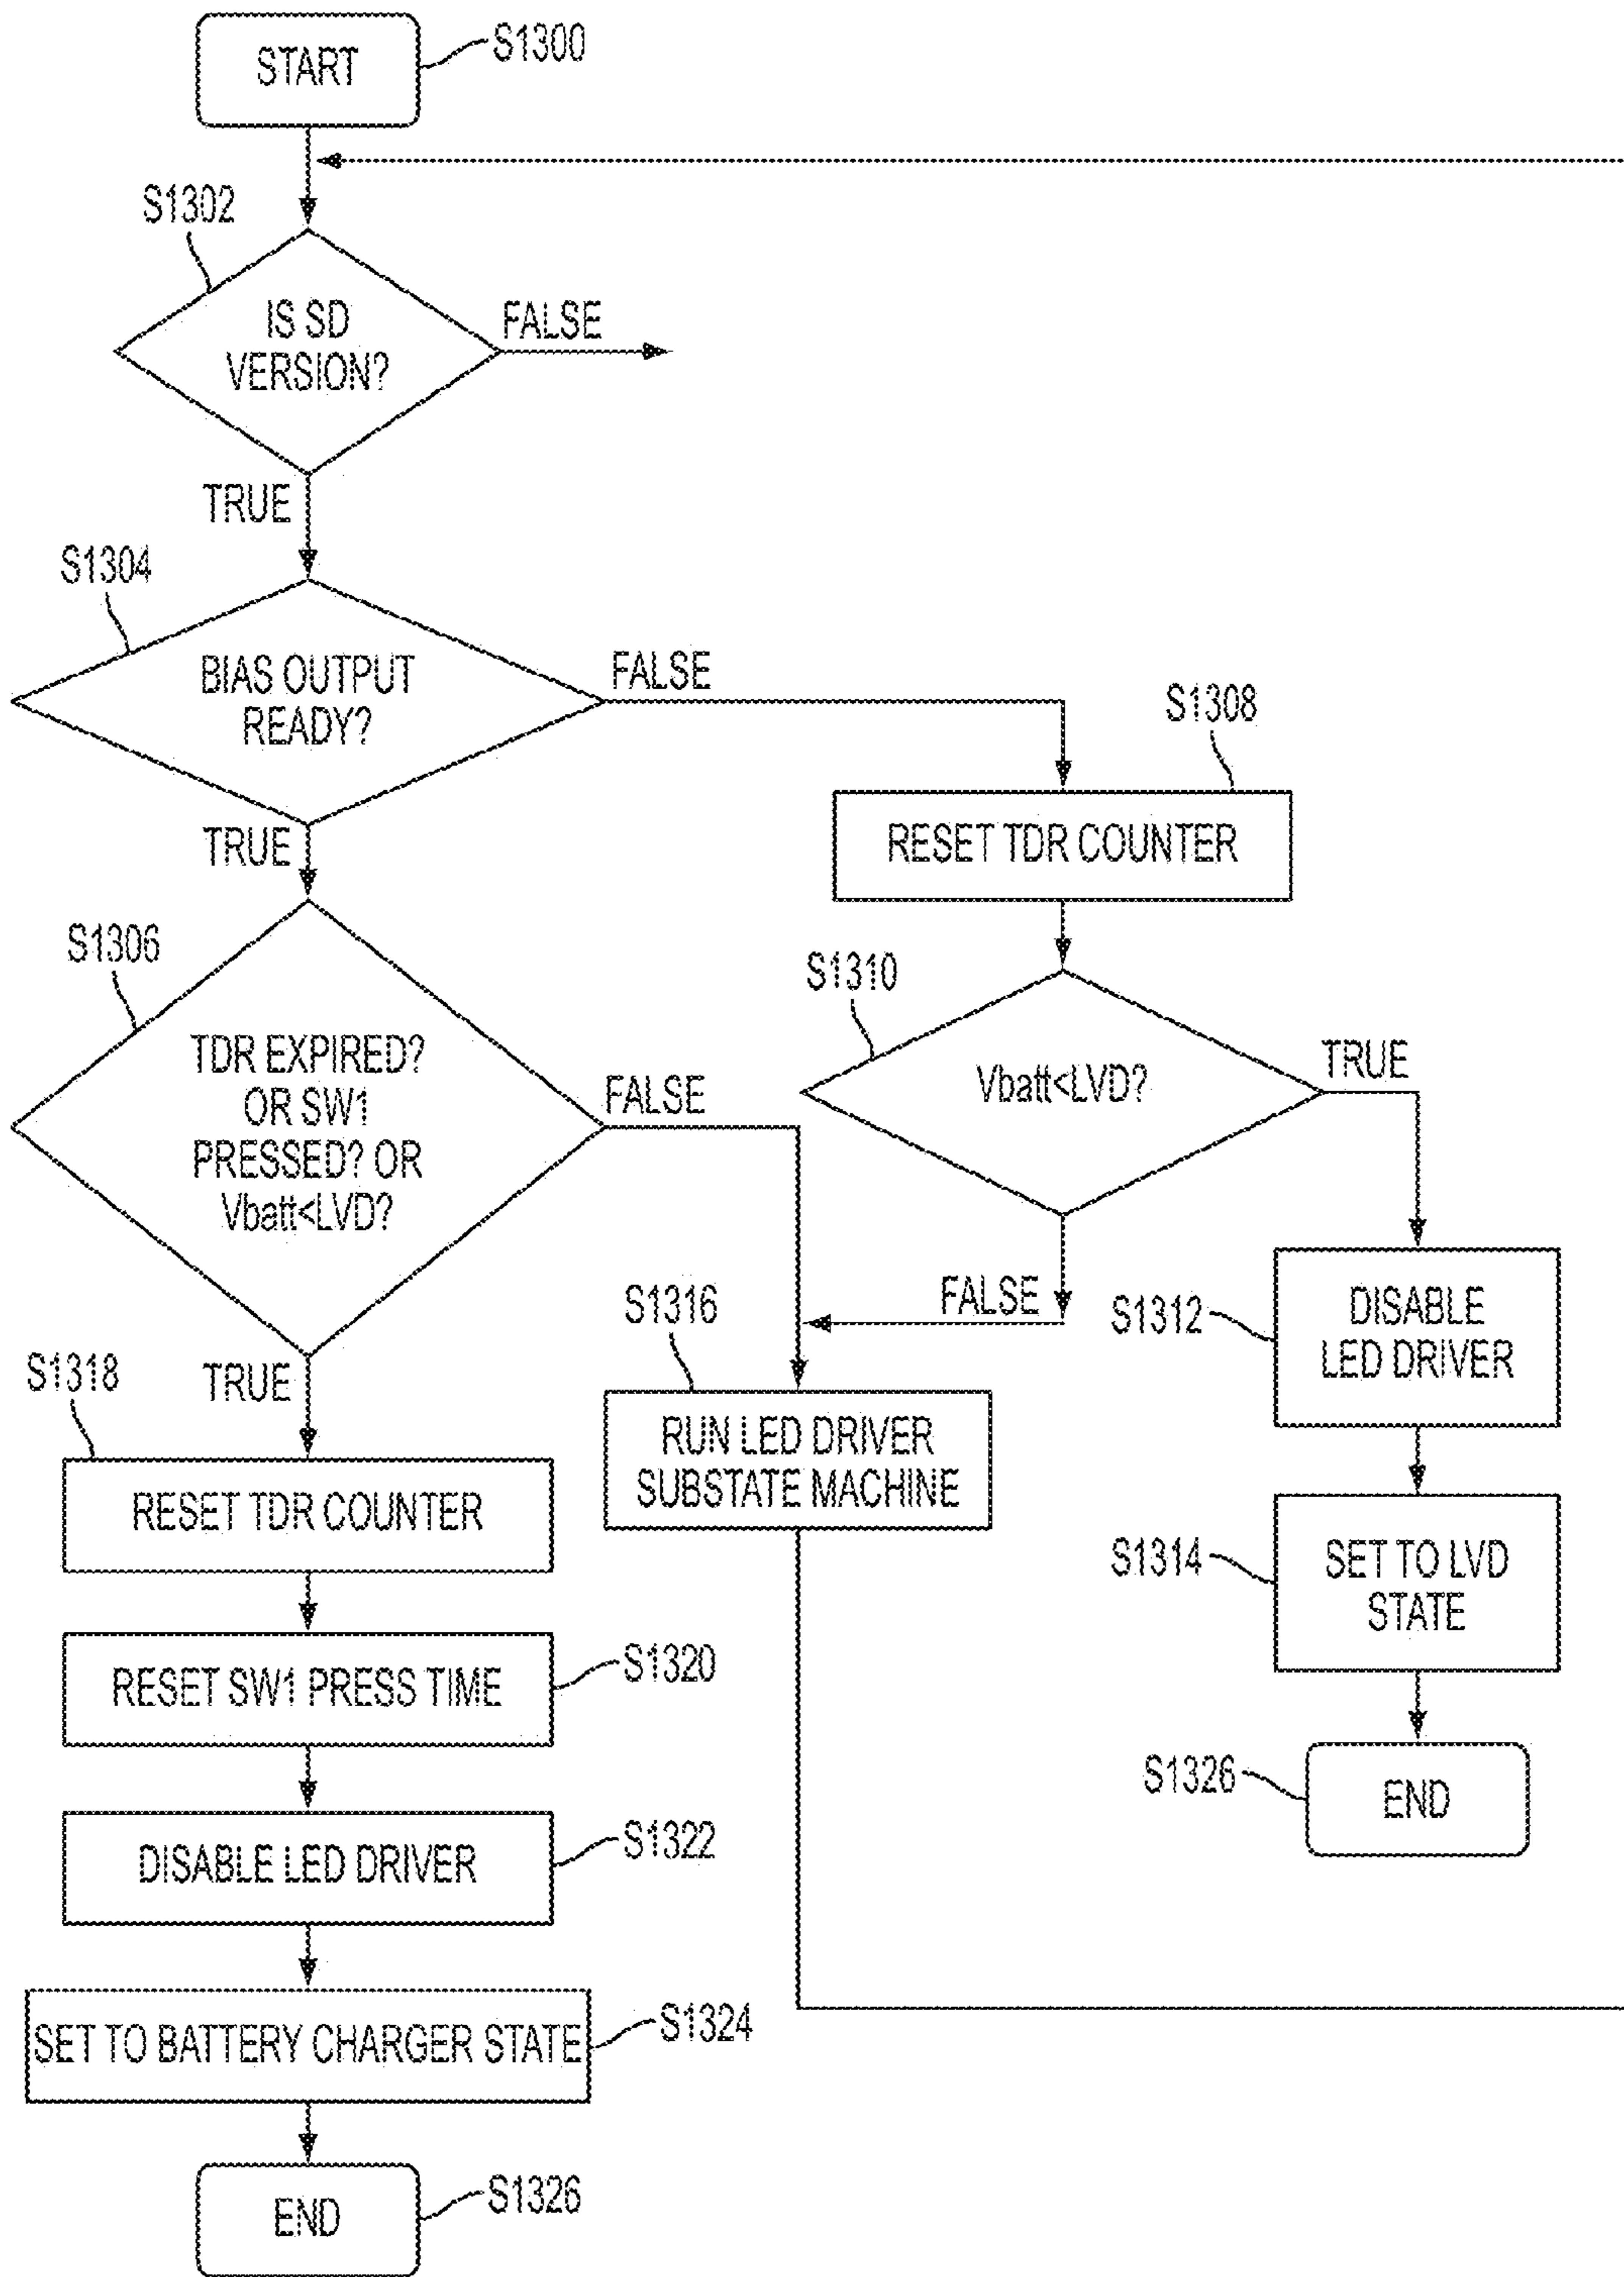 START
S1300
S1302
IS SD
VERSION?
FALSE
TRUE
S1304
BIAS OUTPUT
READY?
FALSE
S1308
RESET TDR COUNTER
TRUE
S1306
TDR EXPIRED?
OR SW1
PRESSED? OR
Vbatt<LVD?
FALSE
S1310
Vbatt<LVD?
TRUE
FALSE
S1312
DISABLE
LED DRIVER
S1316
RUN LED DRIVER
SUBSTATE MACHINE
TRUE
S1318
RESET TDR COUNTER
S1314
SET TO LVD
STATE
RESET SW1 PRESS TIME
S1320
S1326
END
DISABLE LED DRIVER
S1322
SET TO BATTERY CHARGER STATE
S1324
END
S1326